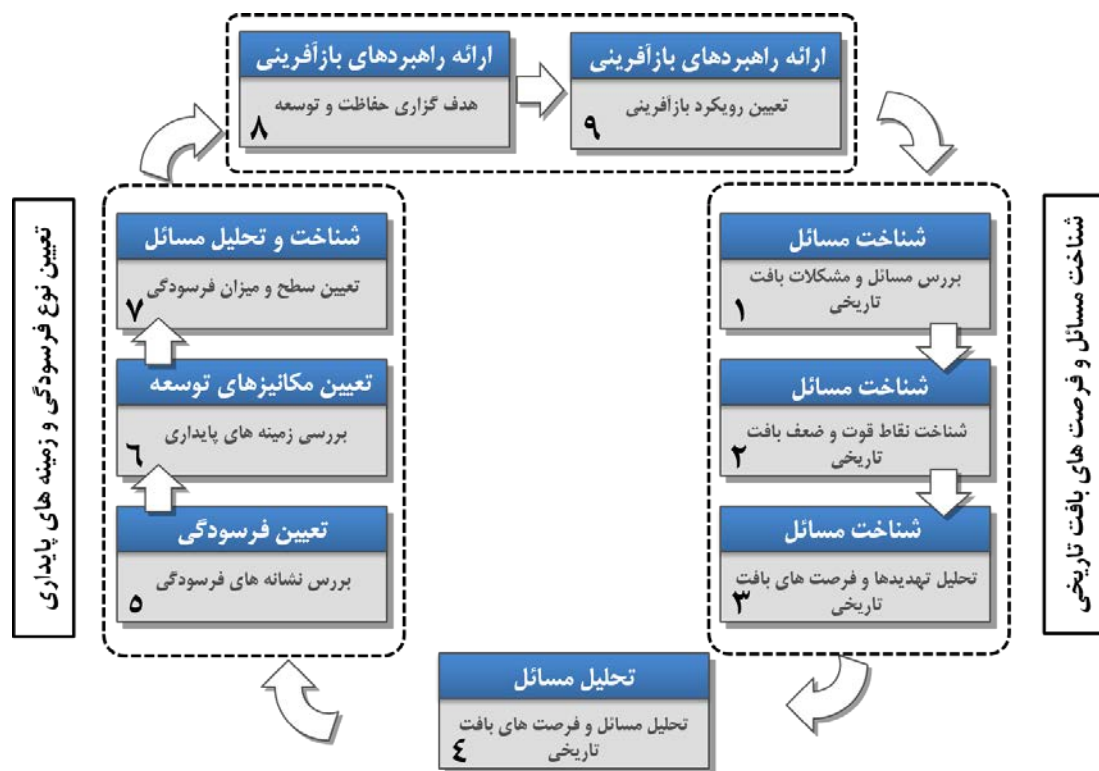 ارائه راهبردهای بازآفرینی
هدف گزاری حفاظت و توسعه
۸
ارائه راهبردهای بازآفرینی
تعیین رویکرد بازآفرینی
۹
شناخت مسائل و فرصت های بافت تاریخی
شناخت مسائل
بررس مسائل و مشکلات بافت
تاریخی
۱
شناخت مسائل
شناخت نقاط قوت و ضعف بافت
تاریخی
۲
شناخت مسائل
تحلیل تهدیدها و فرصت های بافت
تاریخی
۳
تحلیل مسائل
تحلیل مسائل و فرصت های بافت
تاریخی
٤
تعیین نوع فرسودگی و زمینه های پایداری
تعیین فرسودگی
بررس نشانه های فرسودگی
٥
تعیین مکانیزهای توسعه
بررسی زمینه های پایداری
٦
شناخت و تحلیل مسائل
تعیین سطح و میزان فرسودگی
۷